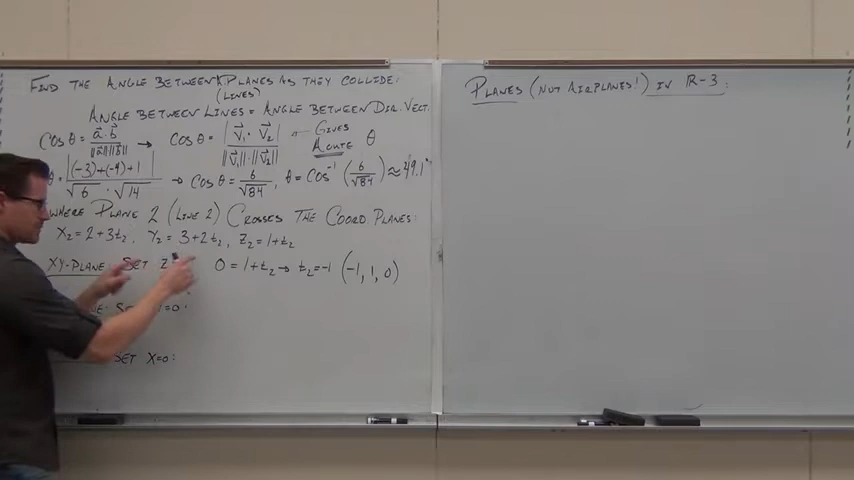 FIND THE ANGLE BETWEEN PLANES AS THEY COLLIDE:
(LINES)
ANGLE BETWEEN LINES = ANGLE BETWEEN DIR. VECT.
COS θ = a⃗·b⃗ / ||a⃗|| ||b⃗|| → COS θ = |v⃗₁ · v⃗₂| / ||v⃗₁||·||v⃗₂|| ← GIVES ACUTE θ
θ = |(-3)+(-4)+1| / √6 · √14 → COS θ = 6/√84, θ = COS⁻¹(6/√84) ≈ 49.1°
WHERE PLANE 2 (LINE 2) CROSSES THE COORD. PLANES:
X₂ = 2+3t₂, Y₂ = 3+2t₂, Z₂ = 1+t₂
XY-PLANE: SET Z 0 = 1+t₂ → t₂ = -1 (-1, 1, 0)
NE: SET =0:
SET X=0:
PLANES (NOT AIRPLANES!) IN R-3: